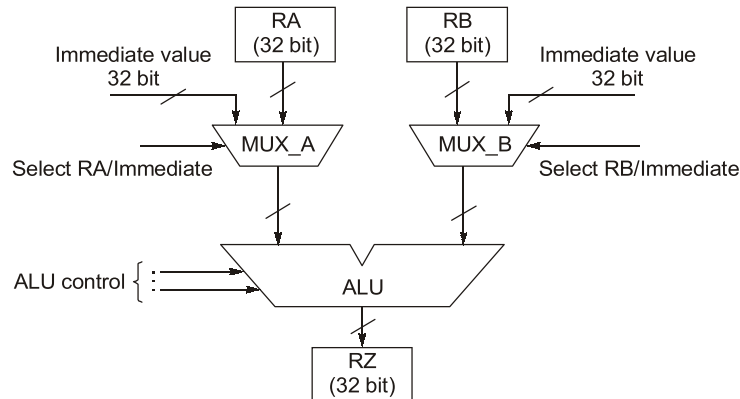 RA
(32 bit)
RB
(32 bit)
Immediate value
32 bit
Immediate value
32 bit
MUX_A
MUX_B
Select RA/Immediate
Select RB/Immediate
ALU control
ALU
RZ
(32 bit)